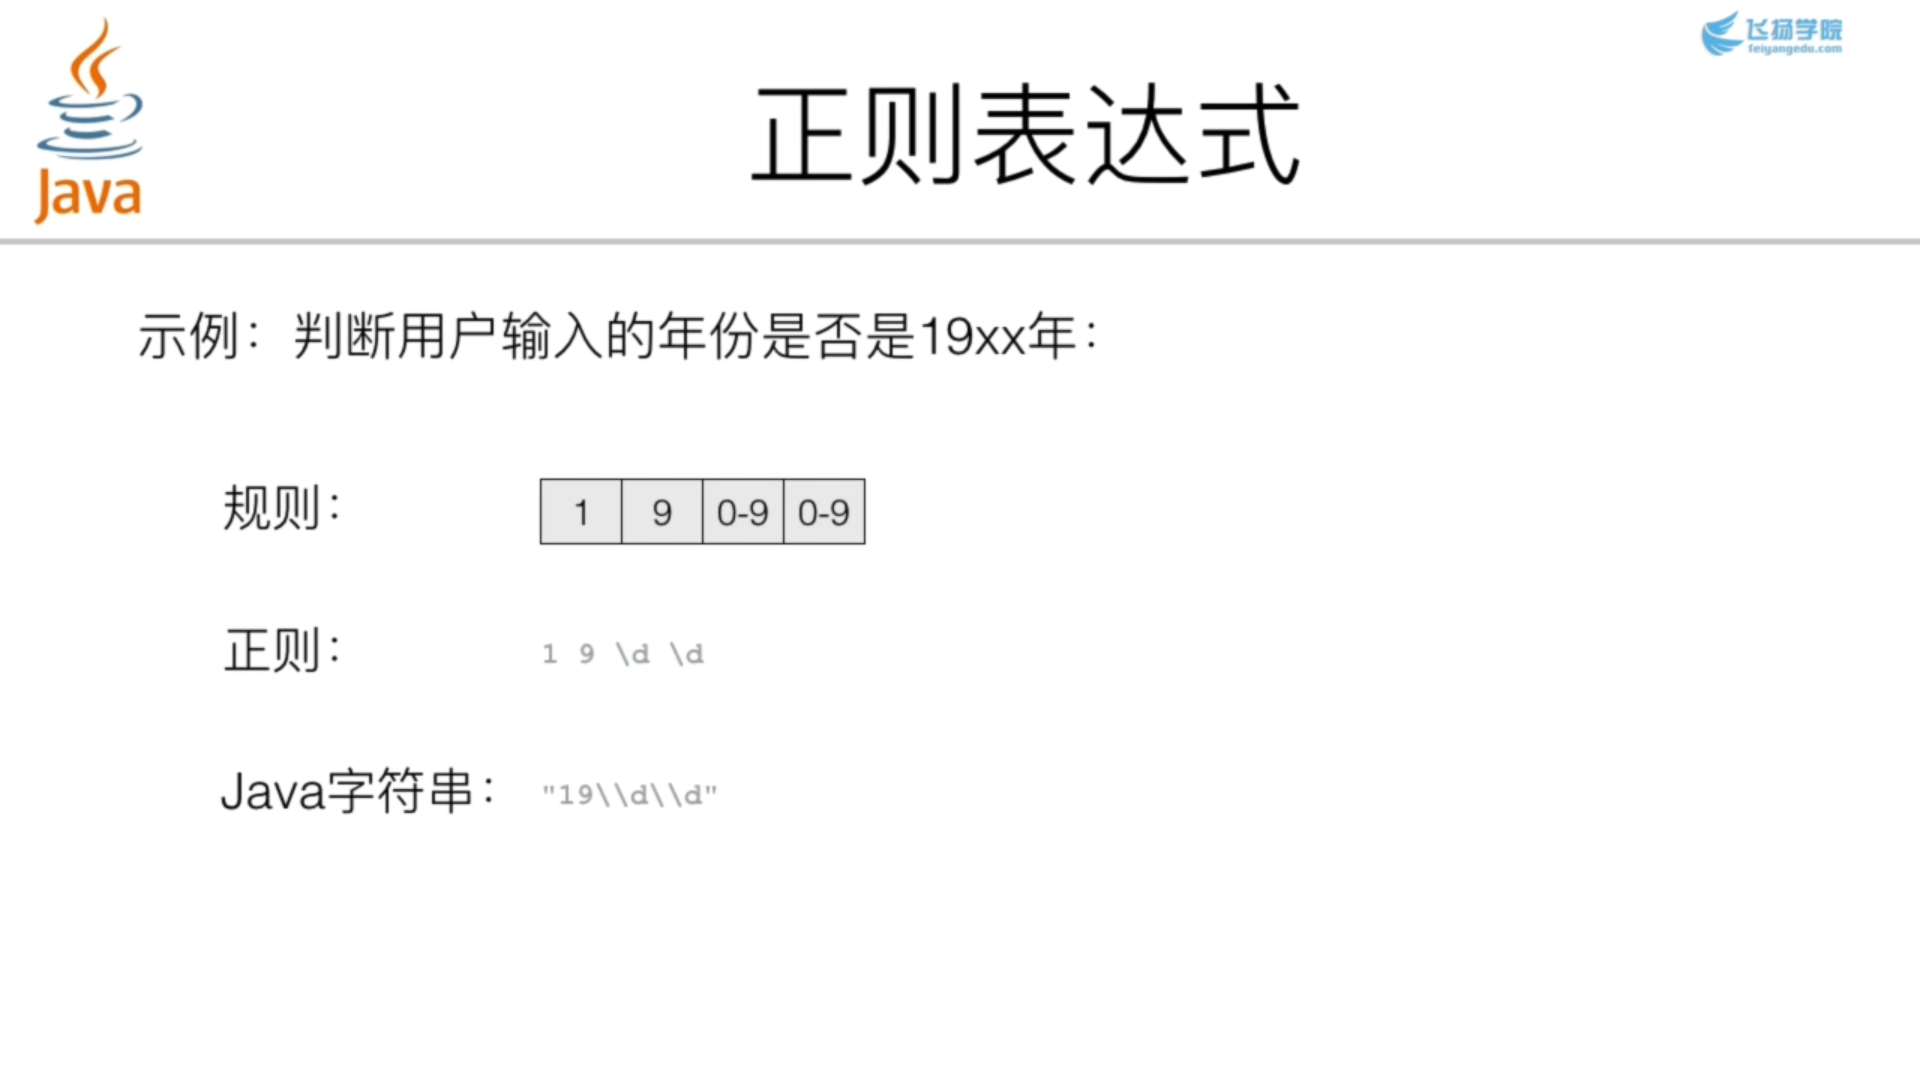 飞扬学院
feiyangedu.com
Java
正则表达式
示例：判断用户输入的年份是否是19xx年：
规则： 1 9 0-9 0-9
正则： 1 9 \d \d
Java字符串： "19\\d\\d"